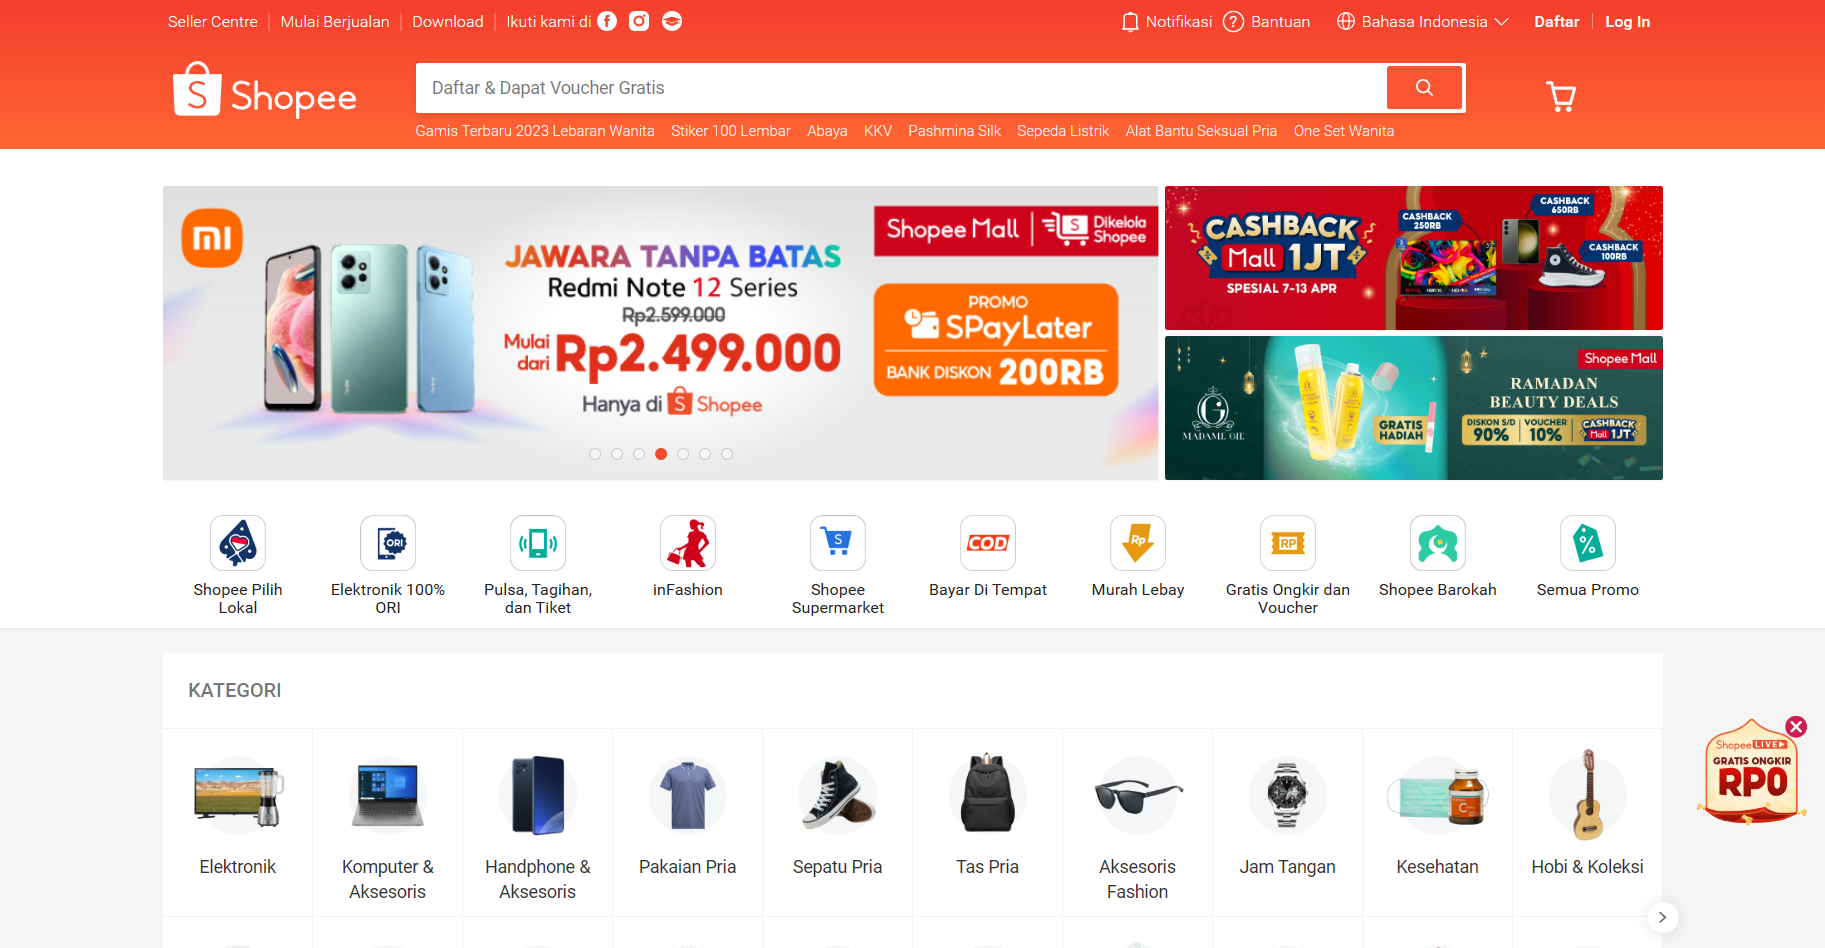 Seller Centre
Mulai Berjualan
Download
Ikuti kami di
Notifikasi
Bantuan
Bahasa Indonesia
Daftar
Log In
Shopee
Daftar & Dapat Voucher Gratis
Gamis Terbaru 2023 Lebaran Wanita
Stiker 100 Lembar
Abaya
KKV
Pashmina Silk
Sepeda Listrik
Alat Bantu Seksual Pria
One Set Wanita
Shopee Mall
Dikelola
Shopee
JAWARA TANPA BATAS
Redmi Note 12 Series
Rp2.599.000
Mulai
dari
Rp2.499.000
Hanya di Shopee
PROMO
SPayLater
BANK DISKON 200RB
CASHBACK
Mall 1JT
SPESIAL 7-13 APR
CASHBACK
250RB
CASHBACK
650RB
CASHBACK
100RB
MADAME GIE
GRATIS
HADIAH
Shopee Mall
RAMADAN
BEAUTY DEALS
DISKON S/D
90%
VOUCHER
10%
CASHBACK
Mall 1JT
ORI
COD
Rp
RP
Shopee Pilih
Lokal
Elektronik 100%
ORI
Pulsa, Tagihan,
dan Tiket
inFashion
Shopee
Supermarket
Bayar Di Tempat
Murah Lebay
Gratis Ongkir dan
Voucher
Shopee Barokah
Semua Promo
KATEGORI
Elektronik
Komputer &
Aksesoris
Handphone &
Aksesoris
Pakaian Pria
Sepatu Pria
Tas Pria
Aksesoris
Fashion
Jam Tangan
Kesehatan
Hobi & Koleksi
Shopee LIVE
GRATIS ONGKIR
RP0